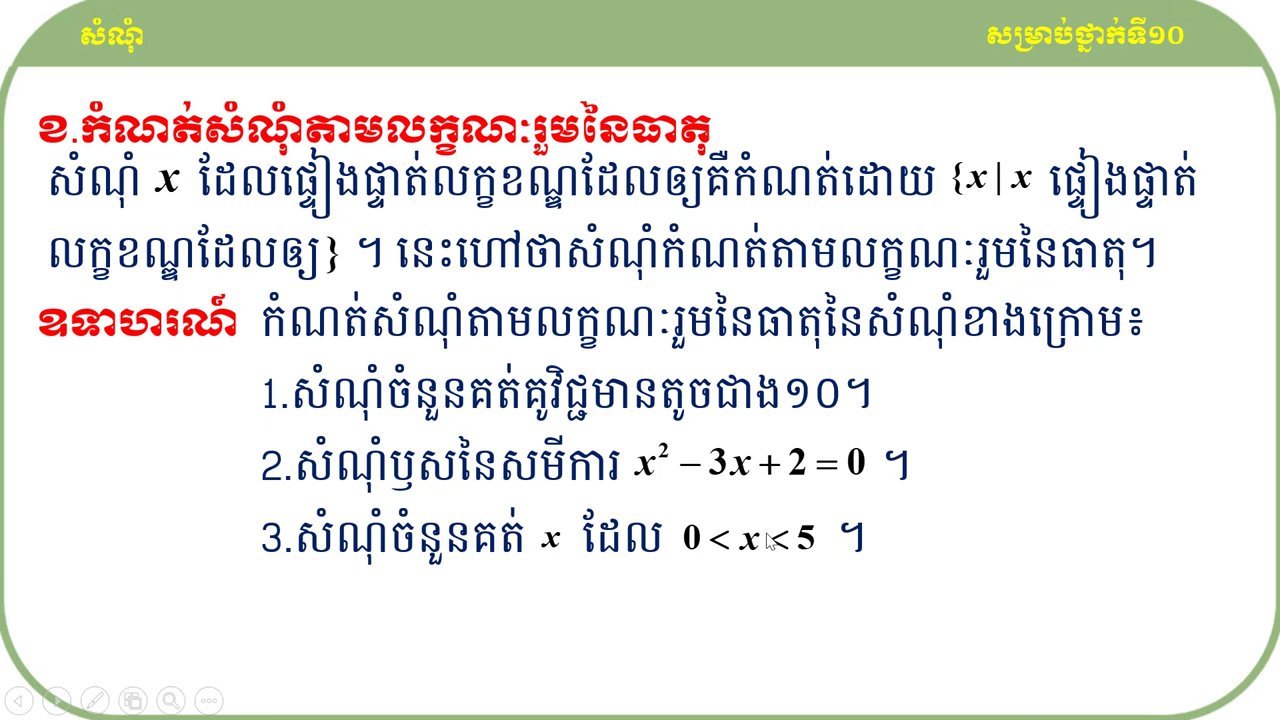 សំណុំ
សម្រាប់ថ្នាក់ទី១០
ខ.កំណត់សំណុំតាមលក្ខណៈរួមនៃធាតុ
សំណុំ x ដែលផ្ទៀងផ្ទាត់លក្ខខណ្ឌដែលឲ្យគឺកំណត់ដោយ {x | x ផ្ទៀងផ្ទាត់
លក្ខខណ្ឌដែលឲ្យ} ។ នេះហៅថាសំណុំកំណត់តាមលក្ខណៈរួមនៃធាតុ។
ឧទាហរណ៍ កំណត់សំណុំតាមលក្ខណៈរួមនៃធាតុនៃសំណុំខាងក្រោម៖
1.សំណុំចំនួនគត់គូវិជ្ជមានតូចជាង១០។
2.សំណុំឫសនៃសមីការ x² − 3x + 2 = 0 ។
3.សំណុំចំនួនគត់ x ដែល 0 < x < 5 ។